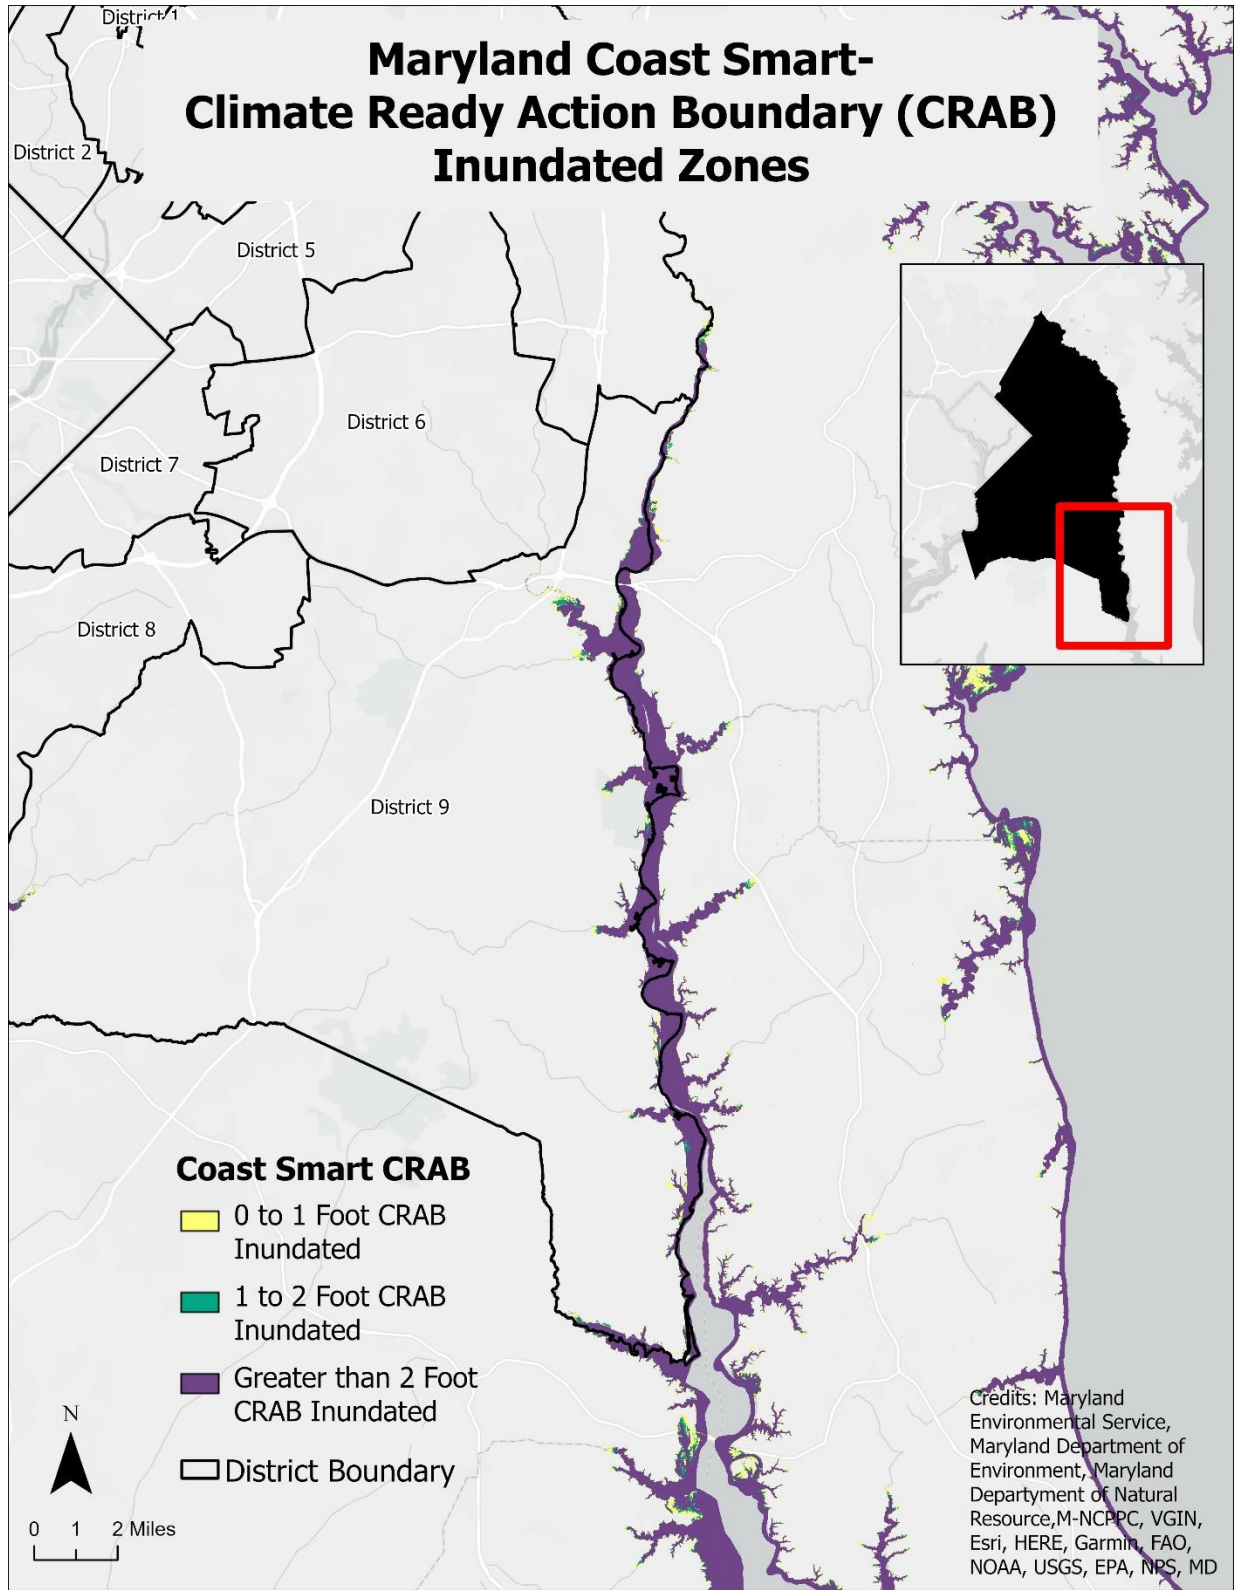 District 1
Maryland Coast Smart-
Climate Ready Action Boundary (CRAB)
Inundated Zones
District 2
District 5
District 6
District 7
District 8
District 9
Coast Smart CRAB
0 to 1 Foot CRAB
Inundated
1 to 2 Foot CRAB
Inundated
Greater than 2 Foot
CRAB Inundated
District Boundary
N
0 1 2 Miles
Credits: Maryland
Environmental Service,
Maryland Department of
Environment, Maryland
Departyment of Natural
Resource,M-NCPPC, VGIN,
Esri, HERE, Garmin, FAO,
NOAA, USGS, EPA, NPS, MD